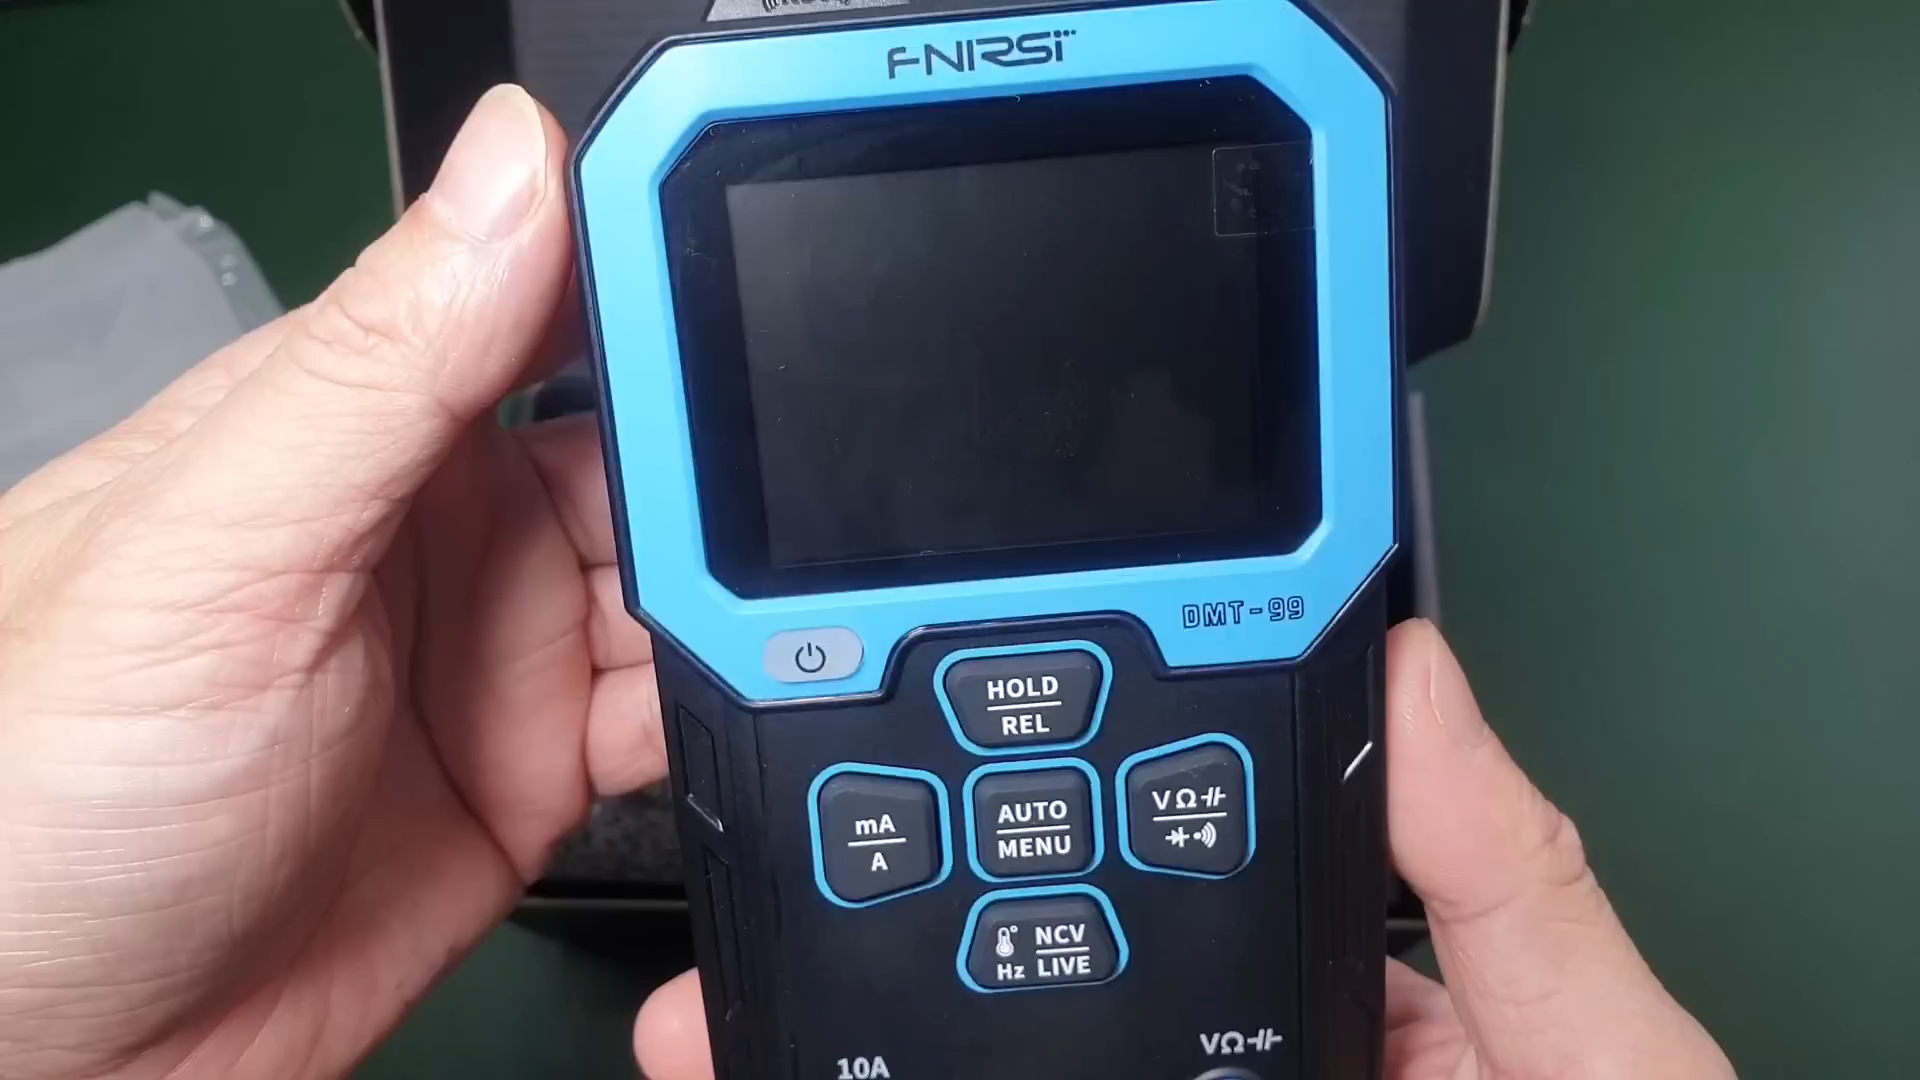 FNIRSI
DMT-99
HOLD
REL
mA
A
AUTO
MENU
VΩ
NCV
Hz LIVE
10A
VΩ